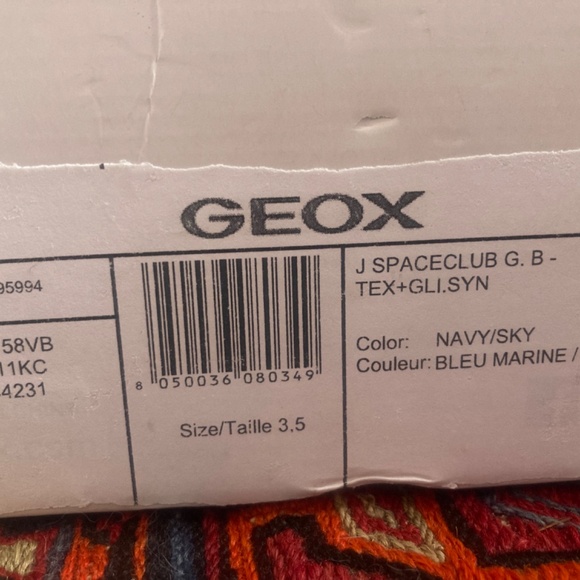 GEOX
95994
58VB
11KC
4231
8 050036 080349
Size/Taille 3.5
J SPACECLUB G. B -
TEX+GLI.SYN
Color: NAVY/SKY
Couleur: BLEU MARINE /